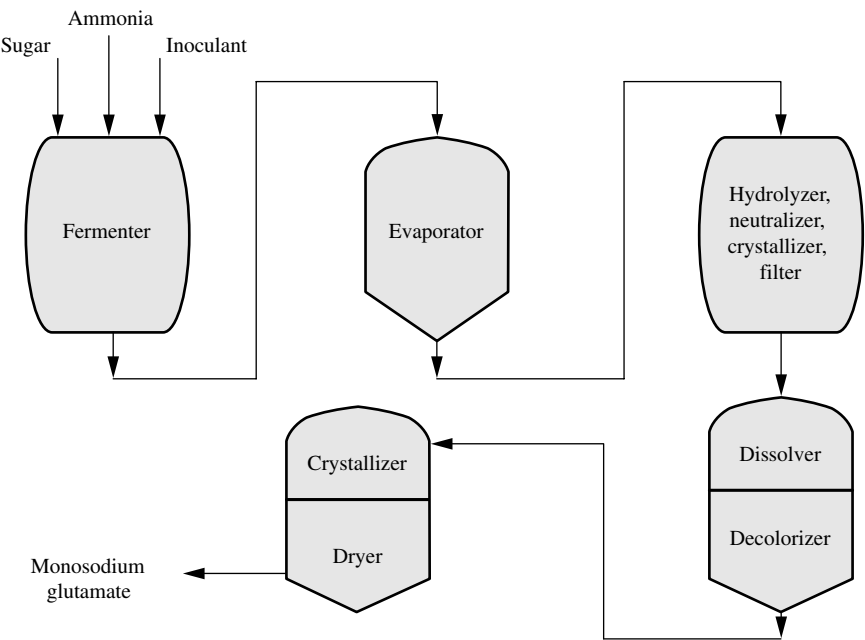 Ammonia
Sugar
Inoculant
Fermenter
Evaporator
Hydrolyzer,
neutralizer,
crystallizer,
filter
Crystallizer
Dryer
Dissolver
Decolorizer
Monosodium
glutamate